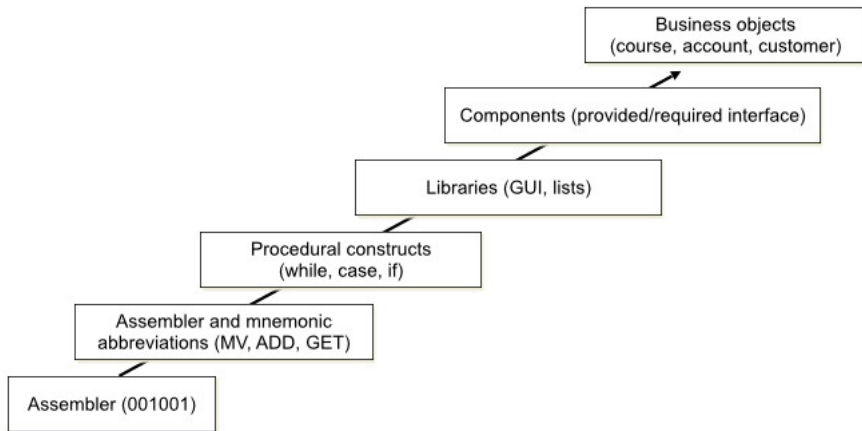 Business objects
(course, account, customer)
Components (provided/required interface)
Libraries (GUI, lists)
Procedural constructs
(while, case, if)
Assembler and mnemonic
abbreviations (MV, ADD, GET)
Assembler (001001)